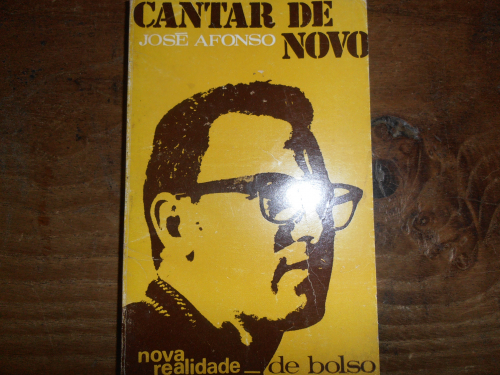 CANTAR DE
JOSÉ AFONSO NOVO
nova
realidade — de bolso